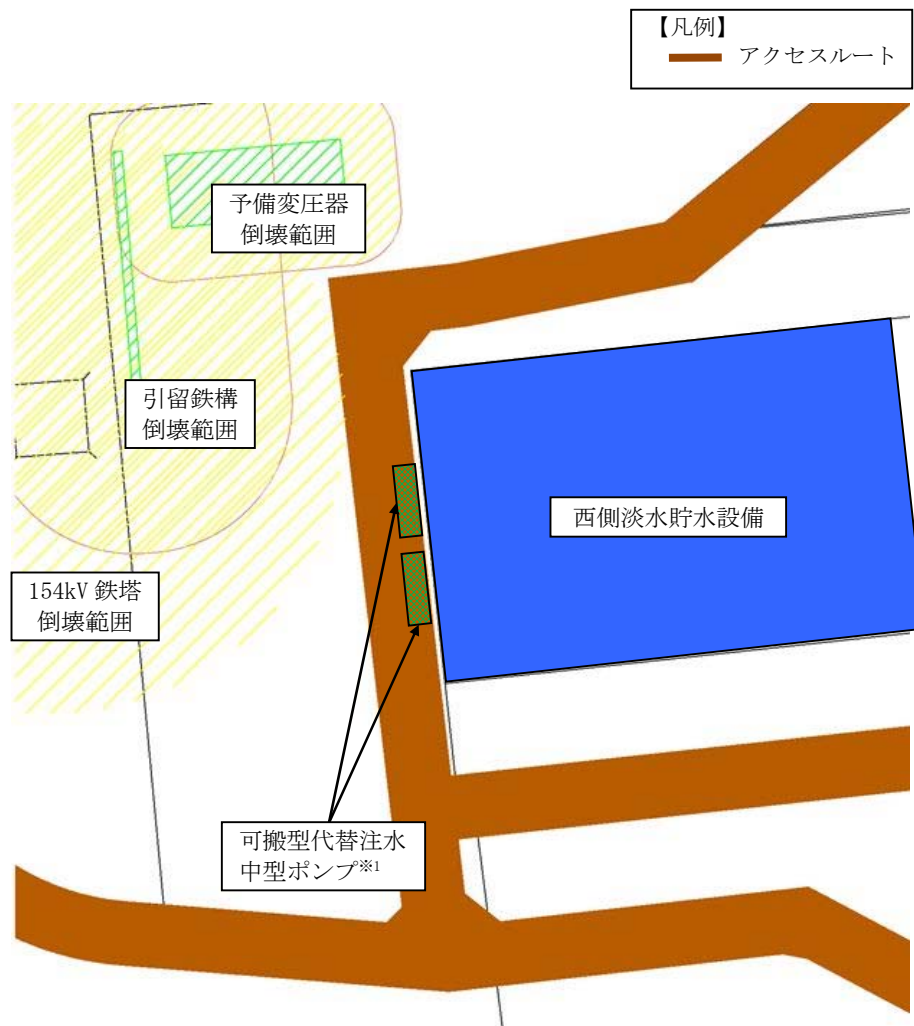 【凡例】
アクセスルート
予備変圧器
倒壊範囲
引留鉄構
倒壊範囲
西側淡水貯水設備
154kV 鉄塔
倒壊範囲
可搬型代替注水
中型ポンプ※1